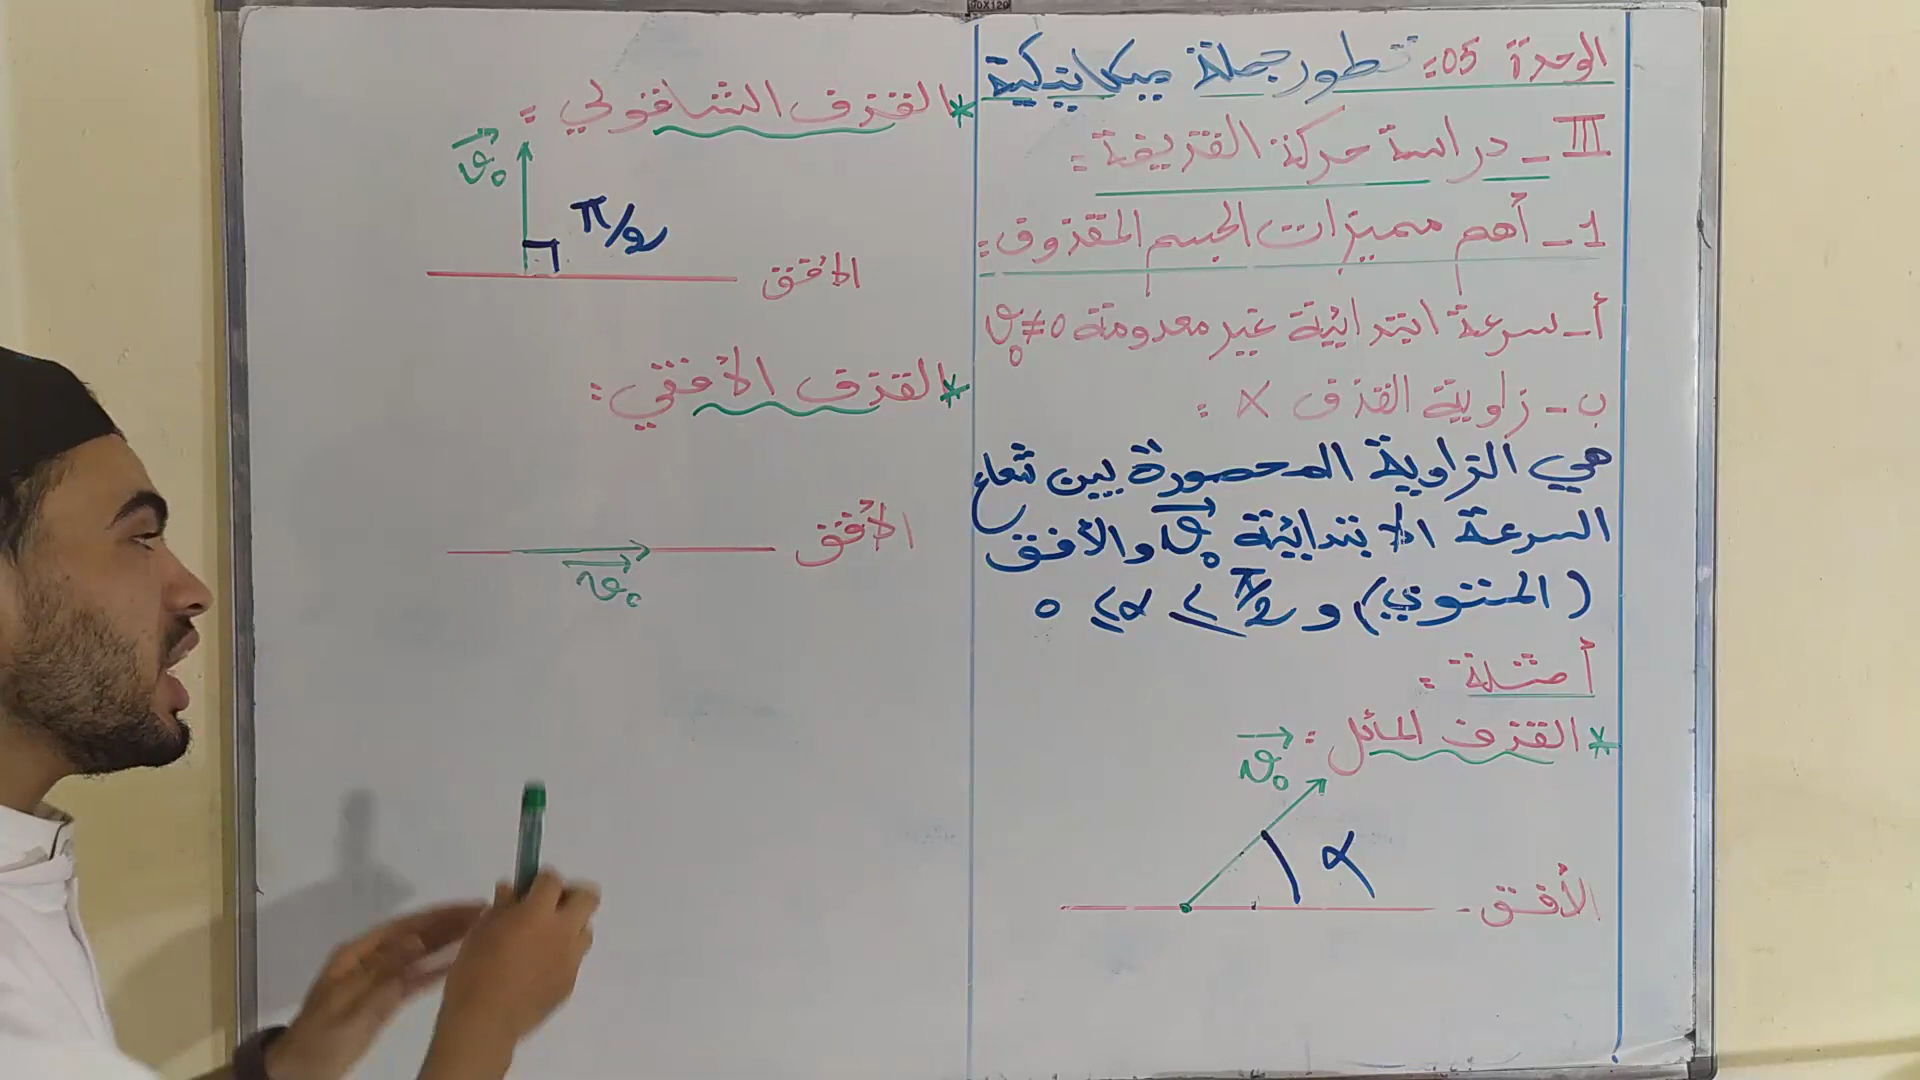 90X120
الوحدة 05: تطور جملة ميكانيكية
III - دراسة حركة القذيفة :
1 - أهم مميزات الجسم المقذوف :
أ - سرعة ابتدائية غير معدومة v₀ ≠ 0
ب - زاوية القذف α :
هي الزاوية المحصورة بين شعاع
السرعة الابتدائية v₀ والأفق
(المستوي) و 0 ≤ α ≤ π/2
أمثلة :
* القذف المائل :
v₀
α
الأفق
* القذف الشاقولي :
v₀
π/2
الأفق
* القذف الأفقي :
الأفق
v₀